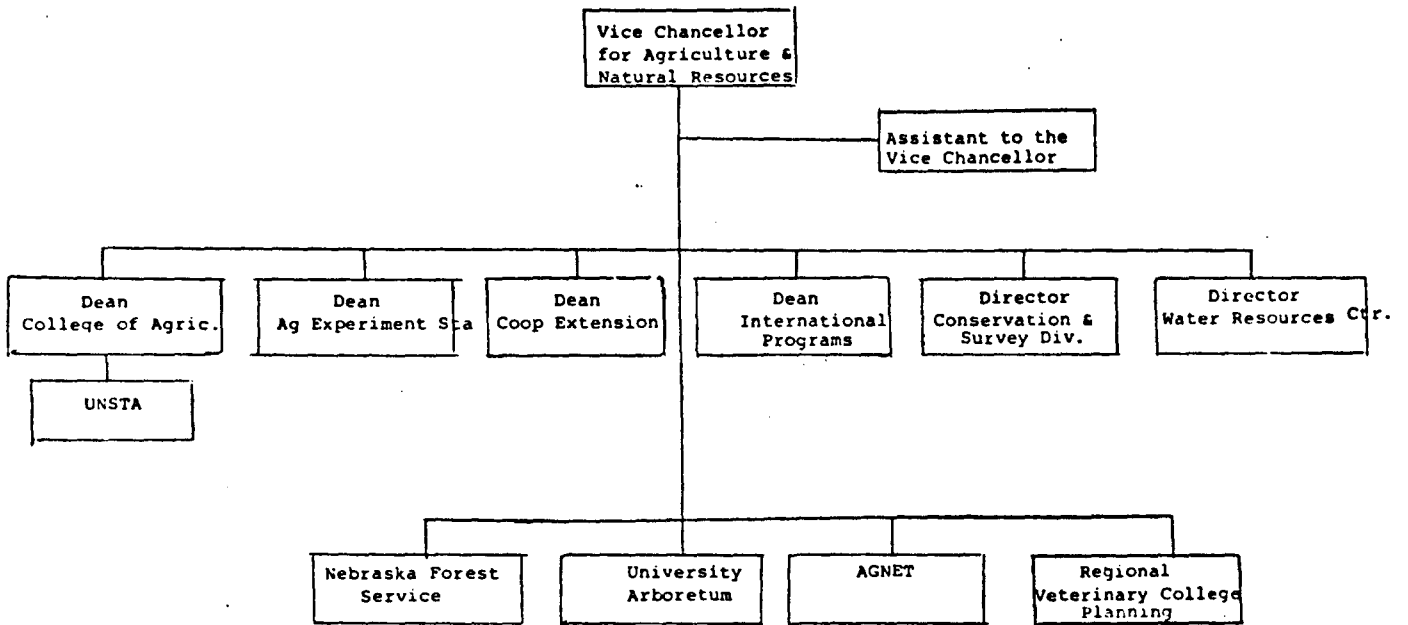 Vice Chancellor
for Agriculture &
Natural Resources
Assistant to the
Vice Chancellor
Dean
College of Agric.
Dean
Ag Experiment Sta
Dean
Coop Extension
Dean
International
Programs
Director
Conservation &
Survey Div.
Director
Water Resources Ctr.
UNSTA
Nebraska Forest
Service
University
Arboretum
AGNET
Regional
Veterinary College
Planning